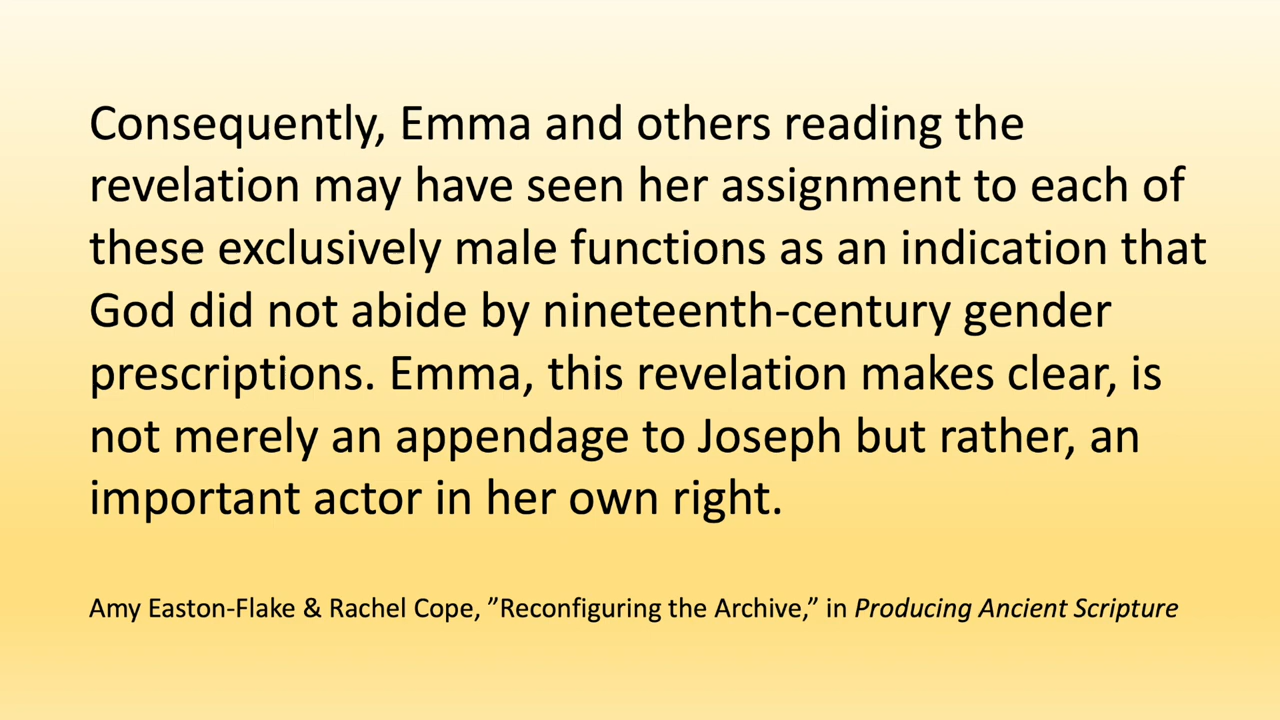 Consequently, Emma and others reading the
revelation may have seen her assignment to each of
these exclusively male functions as an indication that
God did not abide by nineteenth-century gender
prescriptions. Emma, this revelation makes clear, is
not merely an appendage to Joseph but rather, an
important actor in her own right.
Amy Easton-Flake & Rachel Cope, ”Reconfiguring the Archive,” in Producing Ancient Scripture